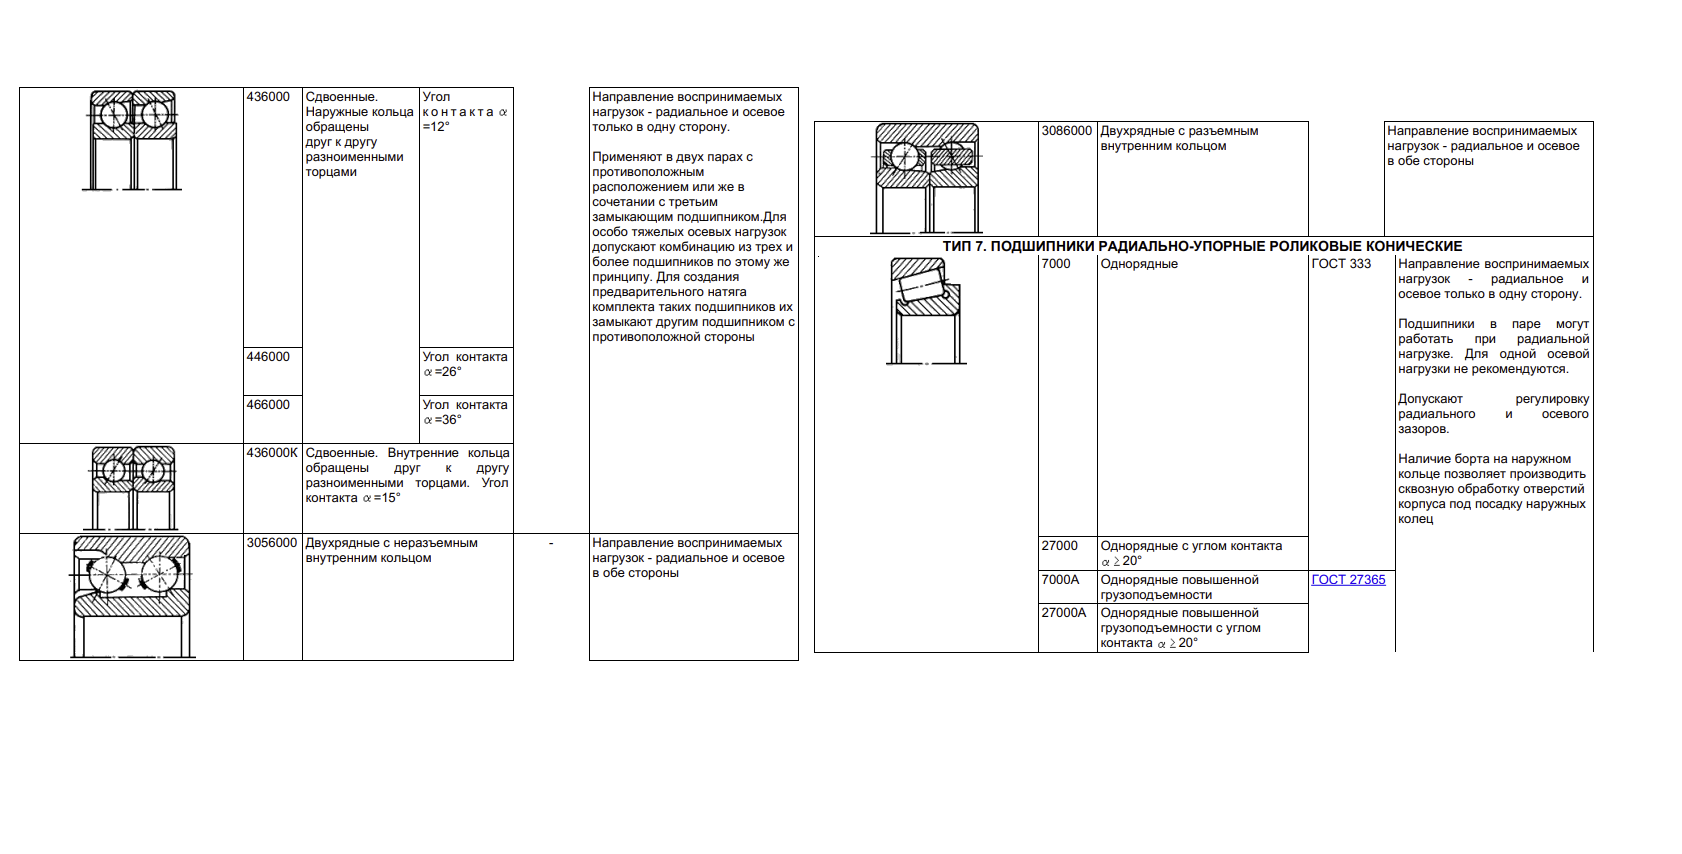 436000
Сдвоенные.
Наружные кольца
обращены
друг к другу
разноименными
торцами
Угол
контакта α
=12°
Направление воспринимаемых
нагрузок - радиальное и осевое
только в одну сторону.
Применяют в двух парах с
противоположным
расположением или же в
сочетании с третьим
замыкающим подшипником.Для
особо тяжелых осевых нагрузок
допускают комбинацию из трех и
более подшипников по этому же
принципу. Для создания
предварительного натяга
комплекта таких подшипников их
замыкают другим подшипником с
противоположной стороны
446000
Угол контакта
α =26°
466000
Угол контакта
α =36°
436000К
Сдвоенные. Внутренние кольца
обращены друг к другу
разноименными торцами. Угол
контакта α =15°
3056000
Двухрядные с неразъемным
внутренним кольцом
-
Направление воспринимаемых
нагрузок - радиальное и осевое
в обе стороны
3086000
Двухрядные с разъемным
внутренним кольцом
Направление воспринимаемых
нагрузок - радиальное и осевое
в обе стороны
ТИП 7. ПОДШИПНИКИ РАДИАЛЬНО-УПОРНЫЕ РОЛИКОВЫЕ КОНИЧЕСКИЕ
7000
Однорядные
ГОСТ 333
Направление воспринимаемых
нагрузок - радиальное и
осевое только в одну сторону.
Подшипники в паре могут
работать при радиальной
нагрузке. Для одной осевой
нагрузки не рекомендуются.
Допускают регулировку
радиального и осевого
зазоров.
Наличие борта на наружном
кольце позволяет производить
сквозную обработку отверстий
корпуса под посадку наружных
колец
27000
Однорядные с углом контакта
α ≥ 20°
7000А
Однорядные повышенной
грузоподъемности
ГОСТ 27365
27000А
Однорядные повышенной
грузоподъемности с углом
контакта α ≥ 20°